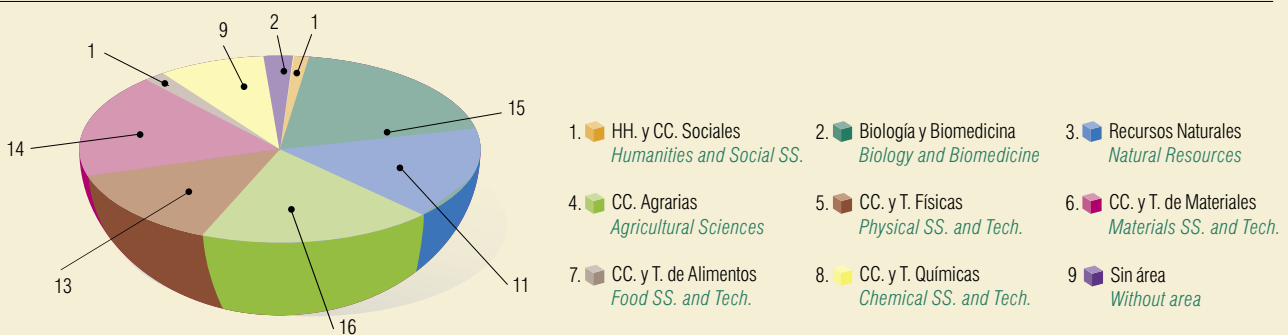 2
1
9
1
15
14
13
16
11
1. HH. y CC. Sociales
Humanities and Social SS.
2. Biología y Biomedicina
Biology and Biomedicine
3. Recursos Naturales
Natural Resources
4. CC. Agrarias
Agricultural Sciences
5. CC. y T. Físicas
Physical SS. and Tech.
6. CC. y T. de Materiales
Materials SS. and Tech.
7. CC. y T. de Alimentos
Food SS. and Tech.
8. CC. y T. Químicas
Chemical SS. and Tech.
9 Sin área
Without area